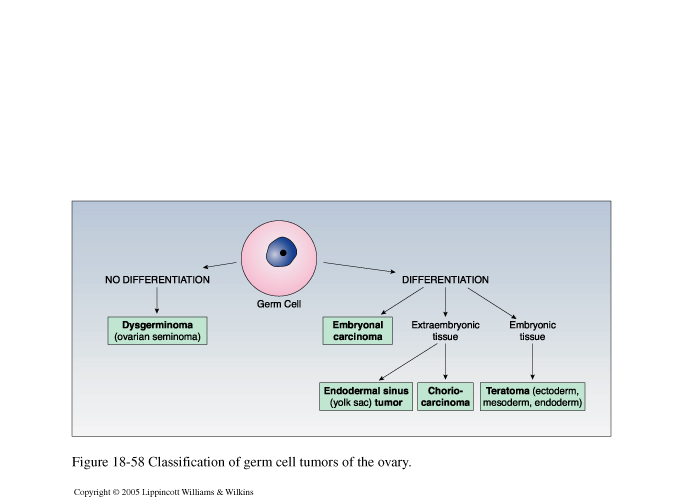 NO DIFFERENTIATION
DIFFERENTIATION
Germ Cell
Dysgerminoma
(ovarian seminoma)
Embryonal
carcinoma
Extraembryonic
tissue
Embryonic
tissue
Endodermal sinus
(yolk sac) tumor
Chorio-
carcinoma
Teratoma (ectoderm,
mesoderm, endoderm)
Figure 18-58 Classification of germ cell tumors of the ovary.
Copyright © 2005 Lippincott Williams & Wilkins